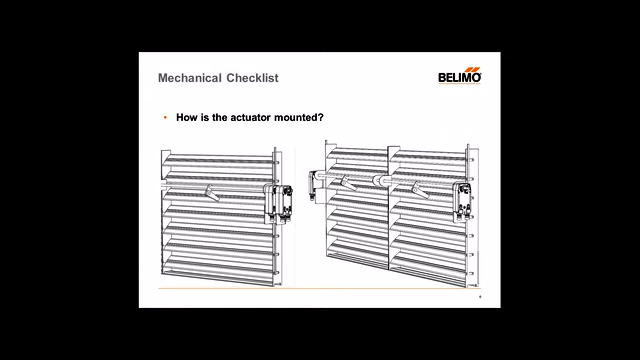 Mechanical Checklist
BELIMO
• How is the actuator mounted?